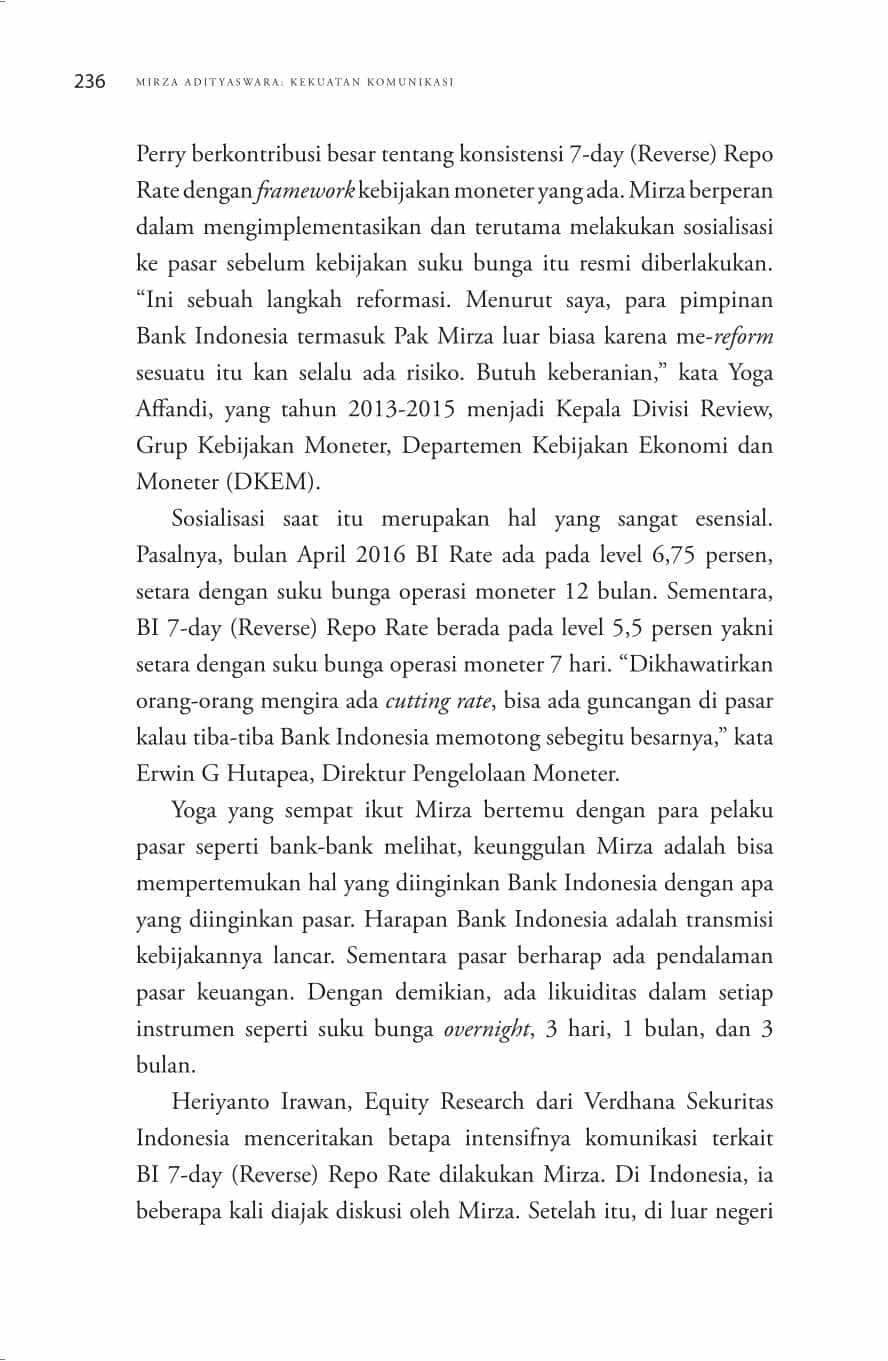 236 MIRZA ADITYASWARA: KEKUATAN KOMUNIKASI
Perry berkontribusi besar tentang konsistensi 7-day (Reverse) Repo
Rate dengan framework kebijakan moneter yang ada. Mirza berperan
dalam mengimplementasikan dan terutama melakukan sosialisasi
ke pasar sebelum kebijakan suku bunga itu resmi diberlakukan.
“Ini sebuah langkah reformasi. Menurut saya, para pimpinan
Bank Indonesia termasuk Pak Mirza luar biasa karena me-reform
sesuatu itu kan selalu ada risiko. Butuh keberanian,” kata Yoga
Affandi, yang tahun 2013-2015 menjadi Kepala Divisi Review,
Grup Kebijakan Moneter, Departemen Kebijakan Ekonomi dan
Moneter (DKEM).
Sosialisasi saat itu merupakan hal yang sangat esensial.
Pasalnya, bulan April 2016 BI Rate ada pada level 6,75 persen,
setara dengan suku bunga operasi moneter 12 bulan. Sementara,
BI 7-day (Reverse) Repo Rate berada pada level 5,5 persen yakni
setara dengan suku bunga operasi moneter 7 hari. “Dikhawatirkan
orang-orang mengira ada cutting rate, bisa ada guncangan di pasar
kalau tiba-tiba Bank Indonesia memotong sebegitu besarnya,” kata
Erwin G Hutapea, Direktur Pengelolaan Moneter.
Yoga yang sempat ikut Mirza bertemu dengan para pelaku
pasar seperti bank-bank melihat, keunggulan Mirza adalah bisa
mempertemukan hal yang diinginkan Bank Indonesia dengan apa
yang diinginkan pasar. Harapan Bank Indonesia adalah transmisi
kebijakannya lancar. Sementara pasar berharap ada pendalaman
pasar keuangan. Dengan demikian, ada likuiditas dalam setiap
instrumen seperti suku bunga overnight, 3 hari, 1 bulan, dan 3
bulan.
Heriyanto Irawan, Equity Research dari Verdhana Sekuritas
Indonesia menceritakan betapa intensifnya komunikasi terkait
BI 7-day (Reverse) Repo Rate dilakukan Mirza. Di Indonesia, ia
beberapa kali diajak diskusi oleh Mirza. Setelah itu, di luar negeri